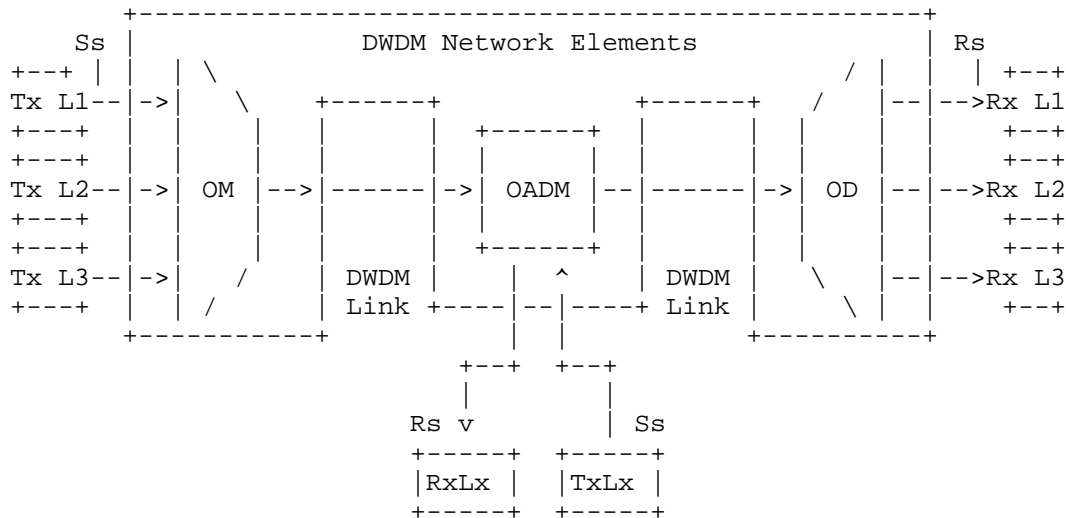 DWDM Network Elements
Ss Rs
Tx L1 Rx L1
Tx L2 OM OADM OD Rx L2
Tx L3 DWDM DWDM Rx L3
Link Link
Rs v Ss
RxLx TxLx